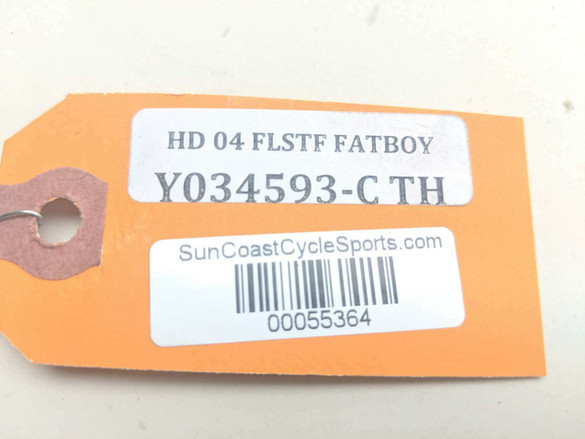 HD 04 FLSTF FATBOY
Y034593-C TH
SunCoastCycleSports.com
00055364